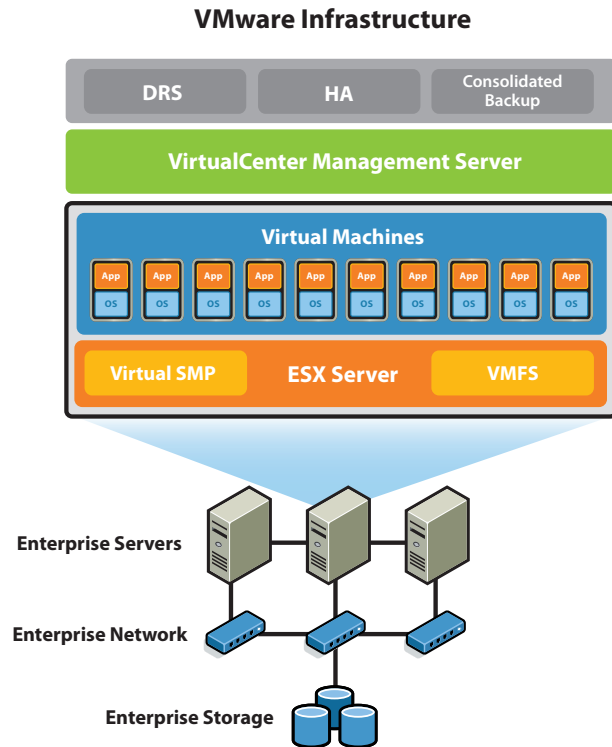 VMware Infrastructure
DRS
HA
Consolidated
Backup
VirtualCenter Management Server
Virtual Machines
App App App App App App App App App App
OS OS OS OS OS OS OS OS OS OS
Virtual SMP
ESX Server
VMFS
Enterprise Servers
Enterprise Network
Enterprise Storage